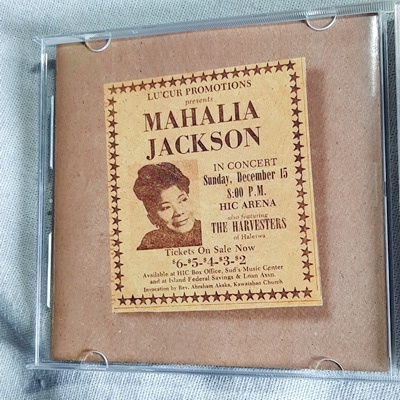 LU'CUR PROMOTIONS
presents
MAHALIA
JACKSON
IN CONCERT
Sunday, December 15
8:00 P.M.
HIC ARENA
also featuring
THE HARVESTERS
of Haleiwa
Tickets On Sale Now
$6-$5-$4-$3-$2
Available at HIC Box Office, Sud's Music Center
and at Island Federal Savings & Loan Assn.
Invocation by Rev. Abraham Akaka, Kawaiahao Church